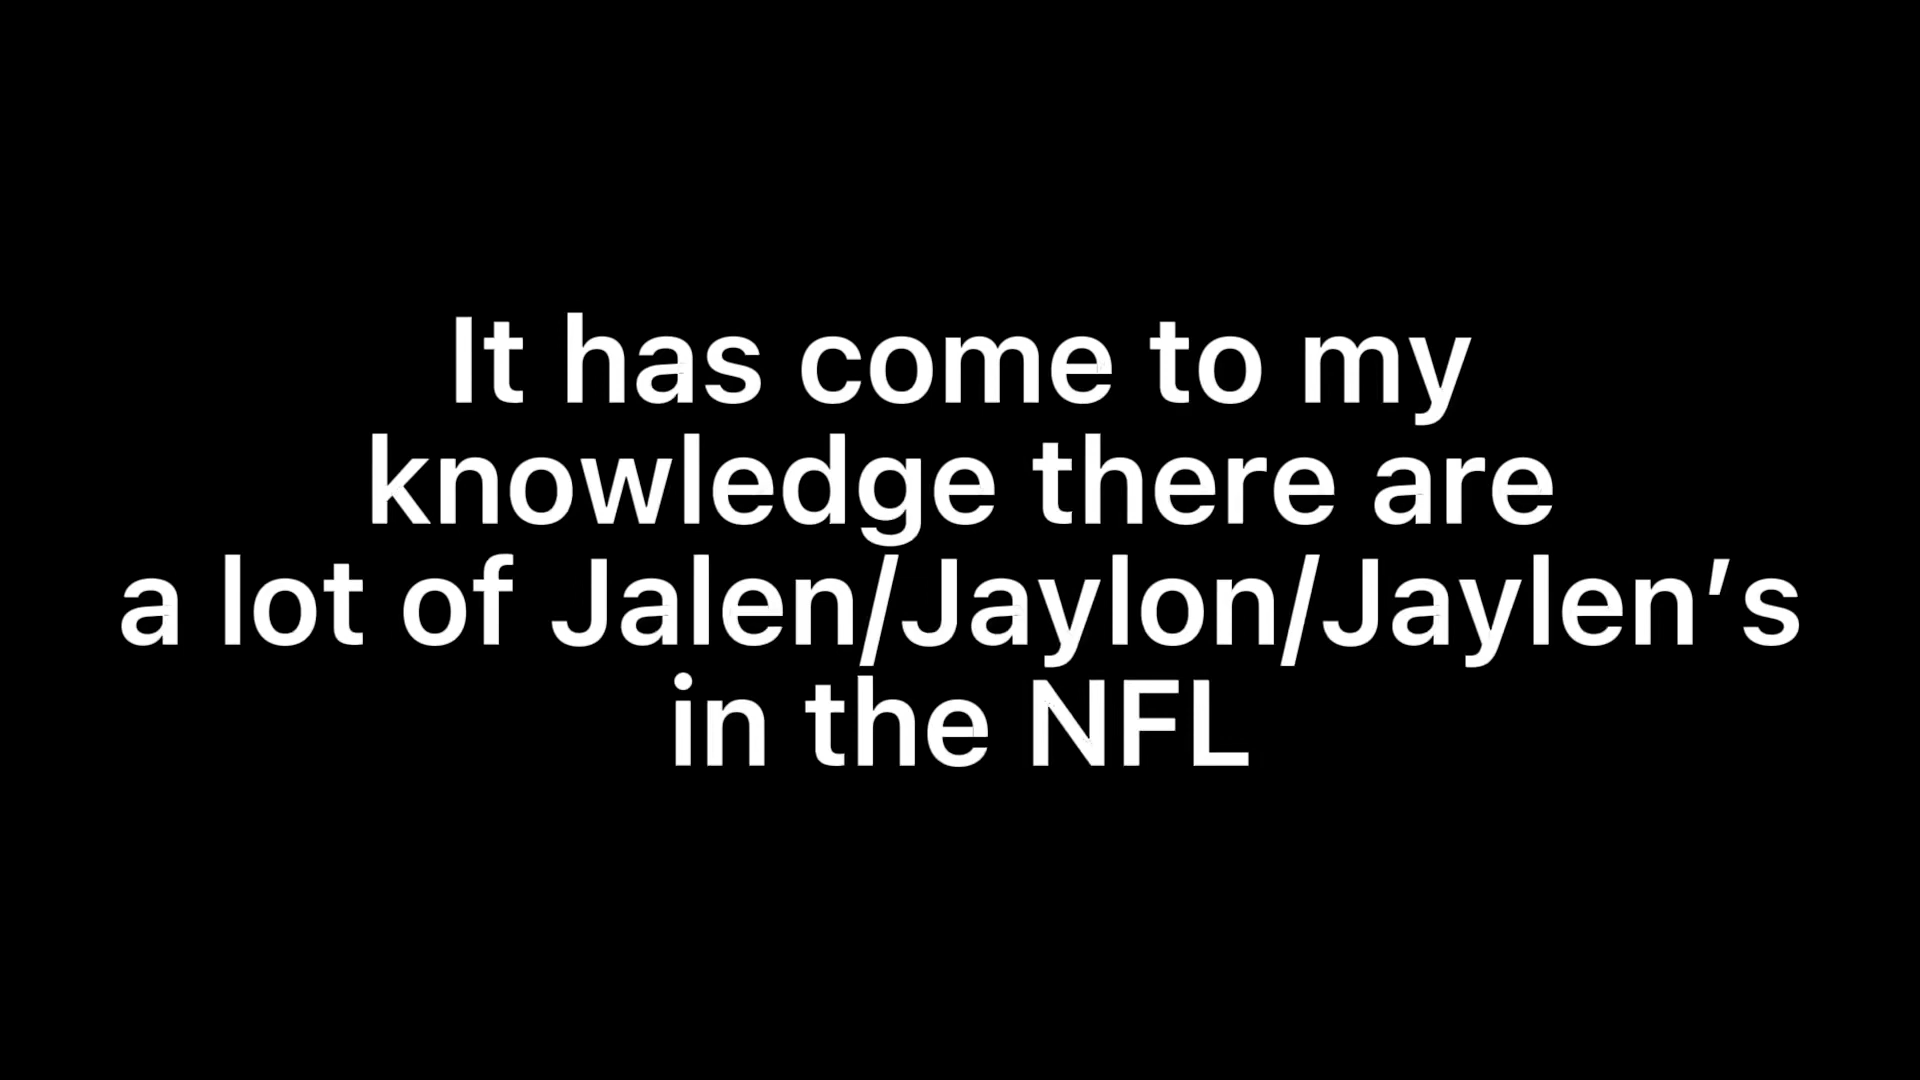 It has come to my
knowledge there are
a lot of Jalen/Jaylon/Jaylen’s
in the NFL